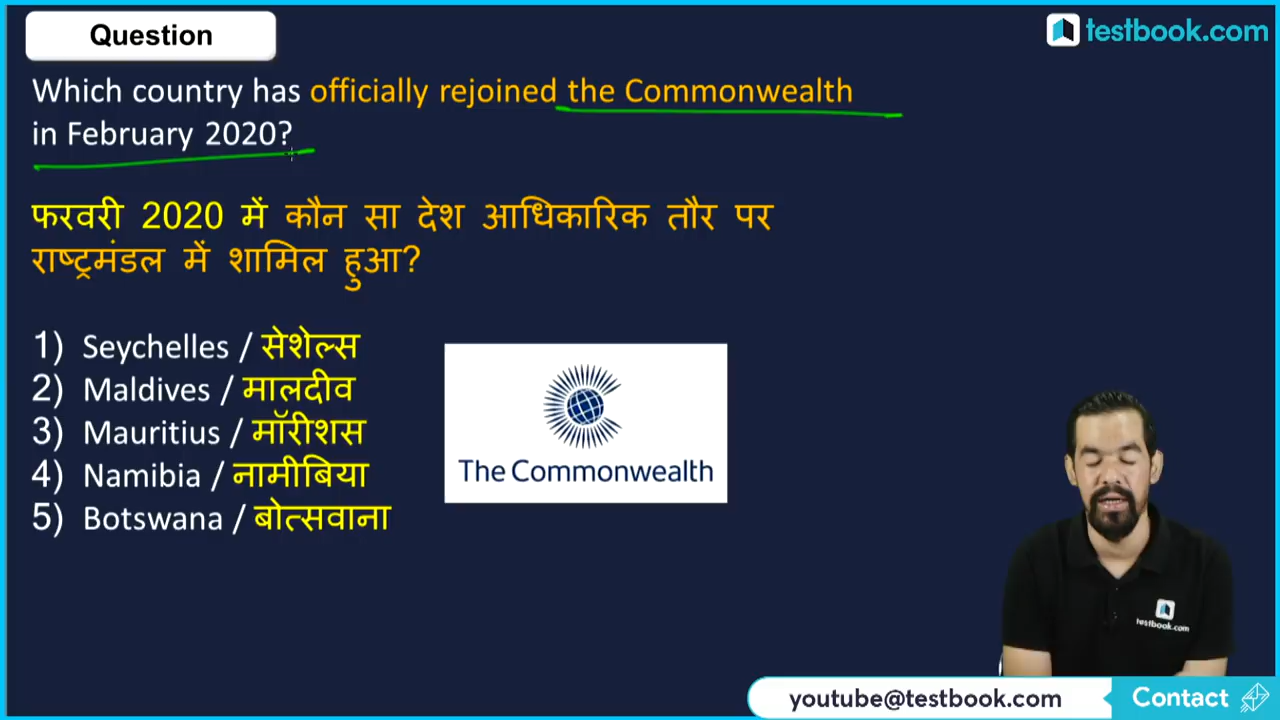 Question
testbook.com
Which country has officially rejoined the Commonwealth
in February 2020?
फरवरी 2020 में कौन सा देश आधिकारिक तौर पर
राष्ट्रमंडल में शामिल हुआ?
1) Seychelles / सेशेल्स
2) Maldives / मालदीव
3) Mauritius / मॉरीशस
4) Namibia / नामीबिया
5) Botswana / बोत्सवाना
The Commonwealth
testbook.com
youtube@testbook.com
Contact